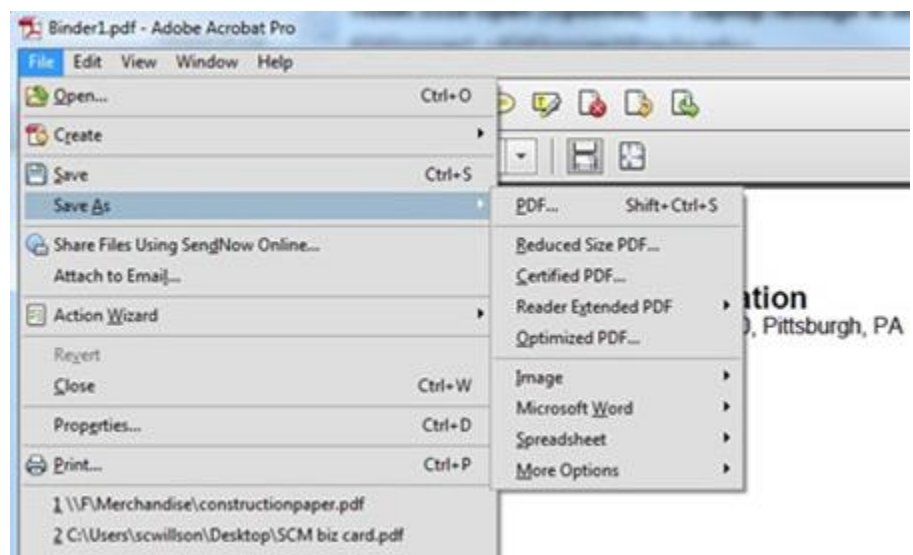 Binder1.pdf - Adobe Acrobat Pro
File Edit View Window Help
Open... Ctrl+O
Create
Save Ctrl+S
Save As
Share Files Using SendNow Online...
Attach to Email...
Action Wizard
Revert
Close Ctrl+W
Properties... Ctrl+D
Print... Ctrl+P
1 \\F\Merchandise\constructionpaper.pdf
2 C:\Users\scwillson\Desktop\SCM biz card.pdf
PDF... Shift+Ctrl+S
Reduced Size PDF...
Certified PDF...
Reader Extended PDF
Optimized PDF...
Image
Microsoft Word
Spreadsheet
More Options
ation
, Pittsburgh, PA